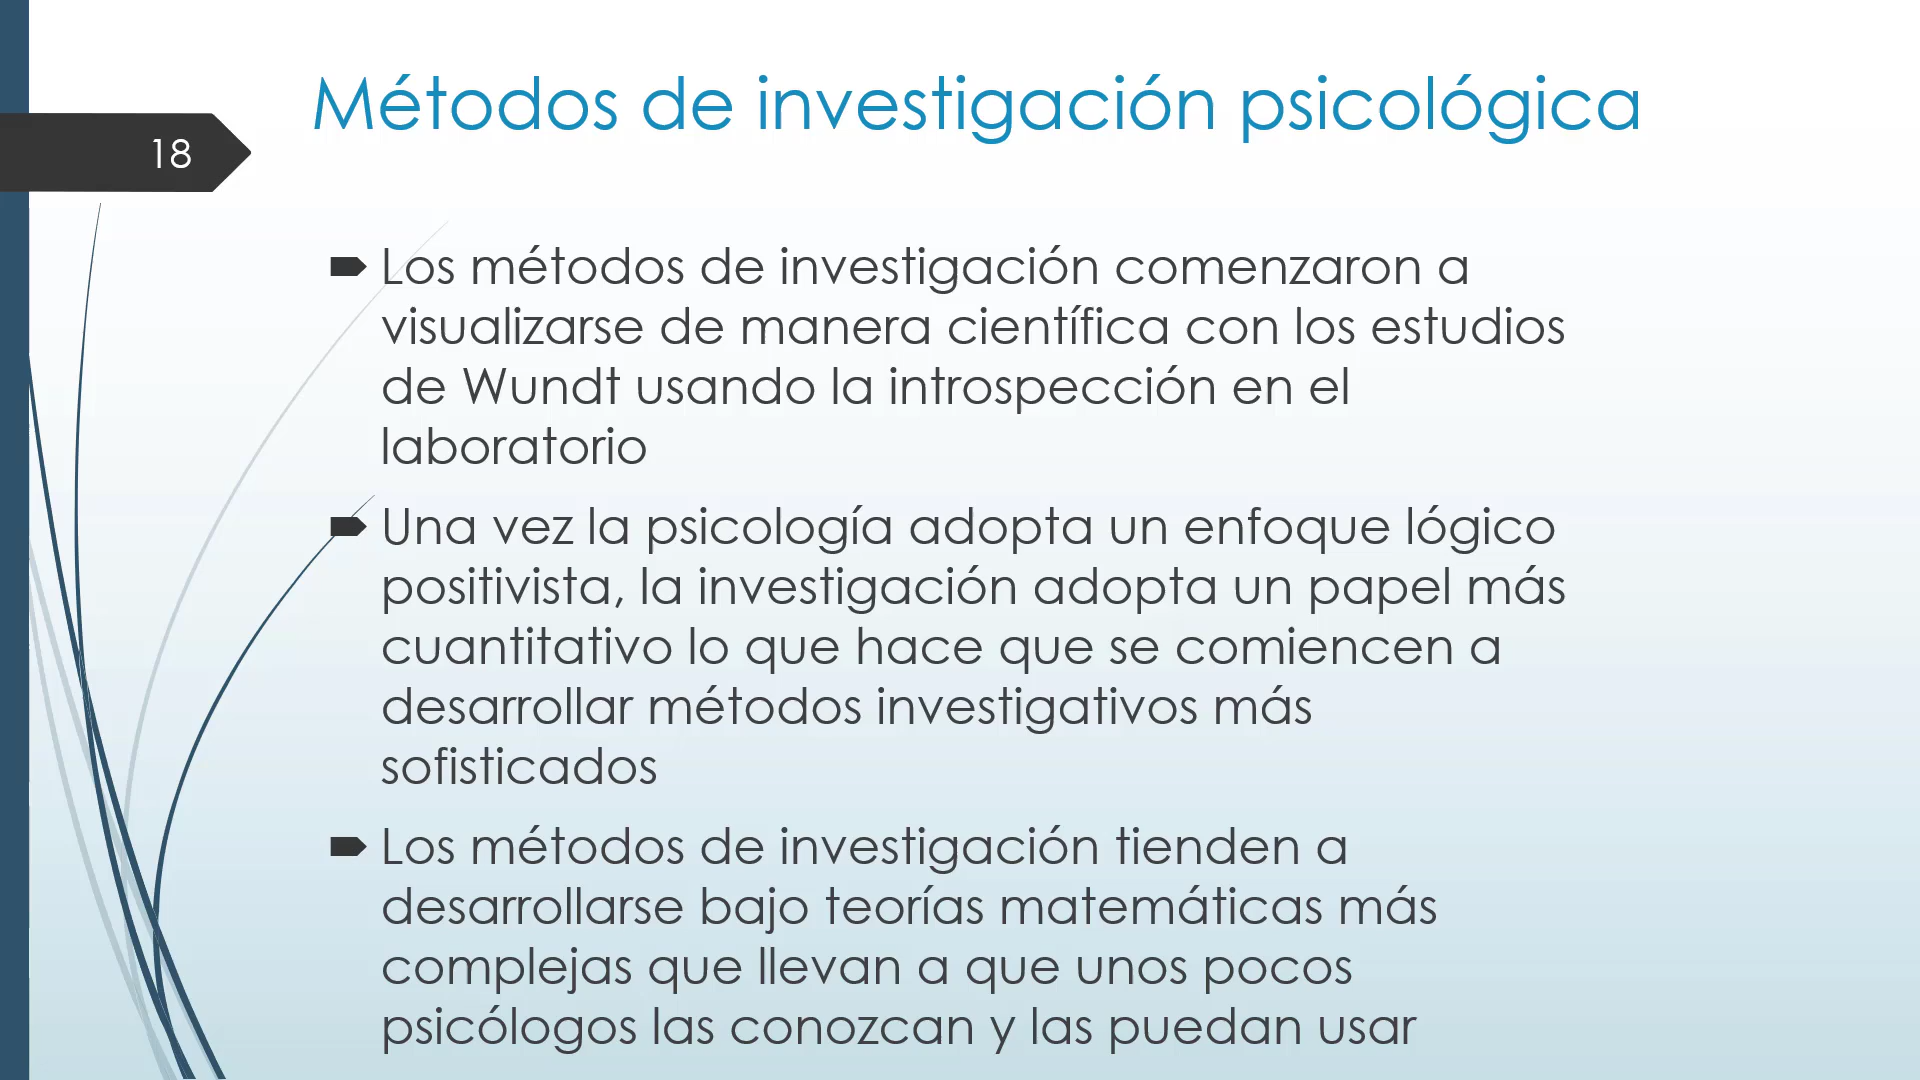 Métodos de investigación psicológica
18
Los métodos de investigación comenzaron a
visualizarse de manera científica con los estudios
de Wundt usando la introspección en el
laboratorio
Una vez la psicología adopta un enfoque lógico
positivista, la investigación adopta un papel más
cuantitativo lo que hace que se comiencen a
desarrollar métodos investigativos más
sofisticados
Los métodos de investigación tienden a
desarrollarse bajo teorías matemáticas más
complejas que llevan a que unos pocos
psicólogos las conozcan y las puedan usar